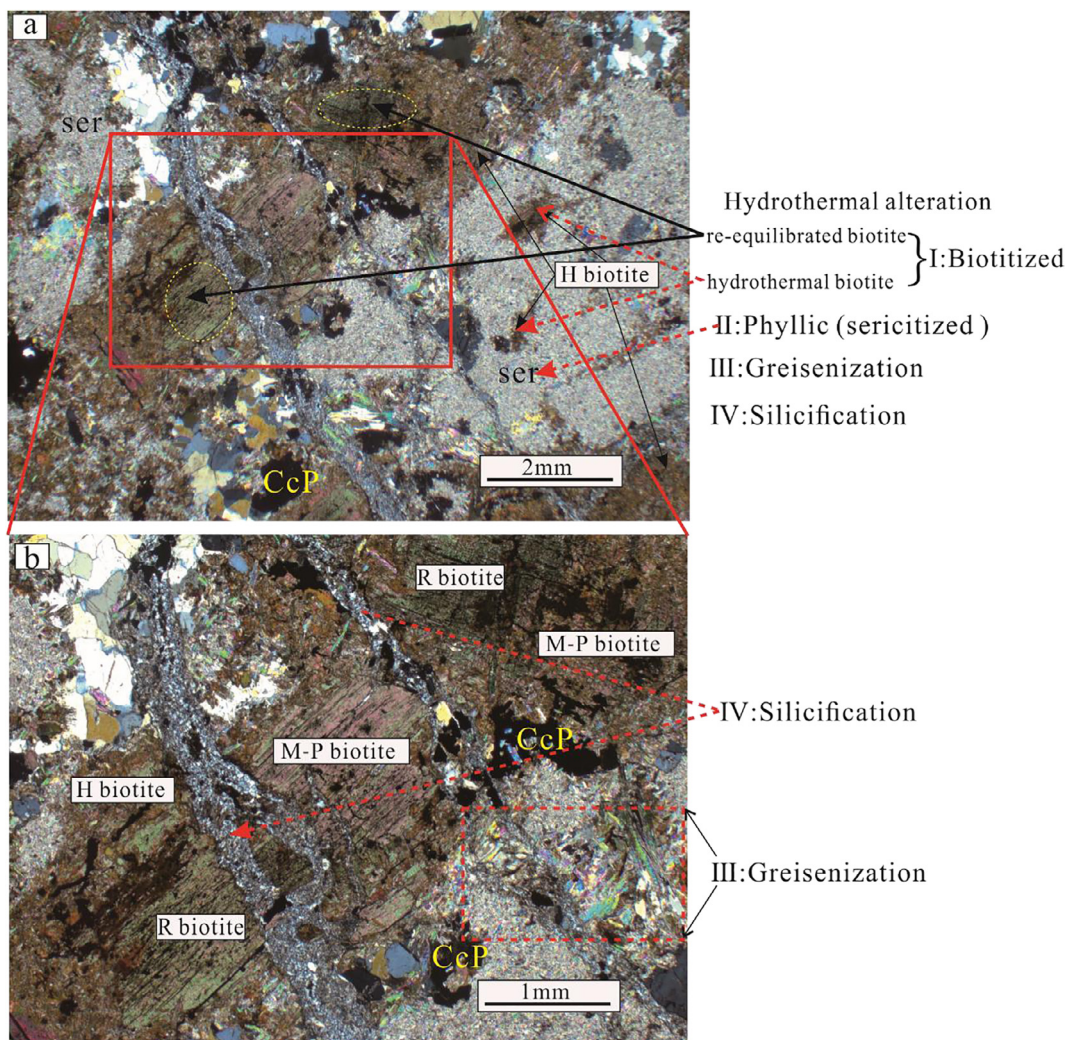 a
ser
Hydrothermal alteration
re-equilibrated biotite
I:Biotitized
H biotite
hydrothermal biotite
II:Phyllic (sericitized )
ser
III:Greisenization
IV:Silicification
2mm
CcP
b
R biotite
M-P biotite
IV:Silicification
CcP
M-P biotite
H biotite
III:Greisenization
R biotite
CcP
1mm